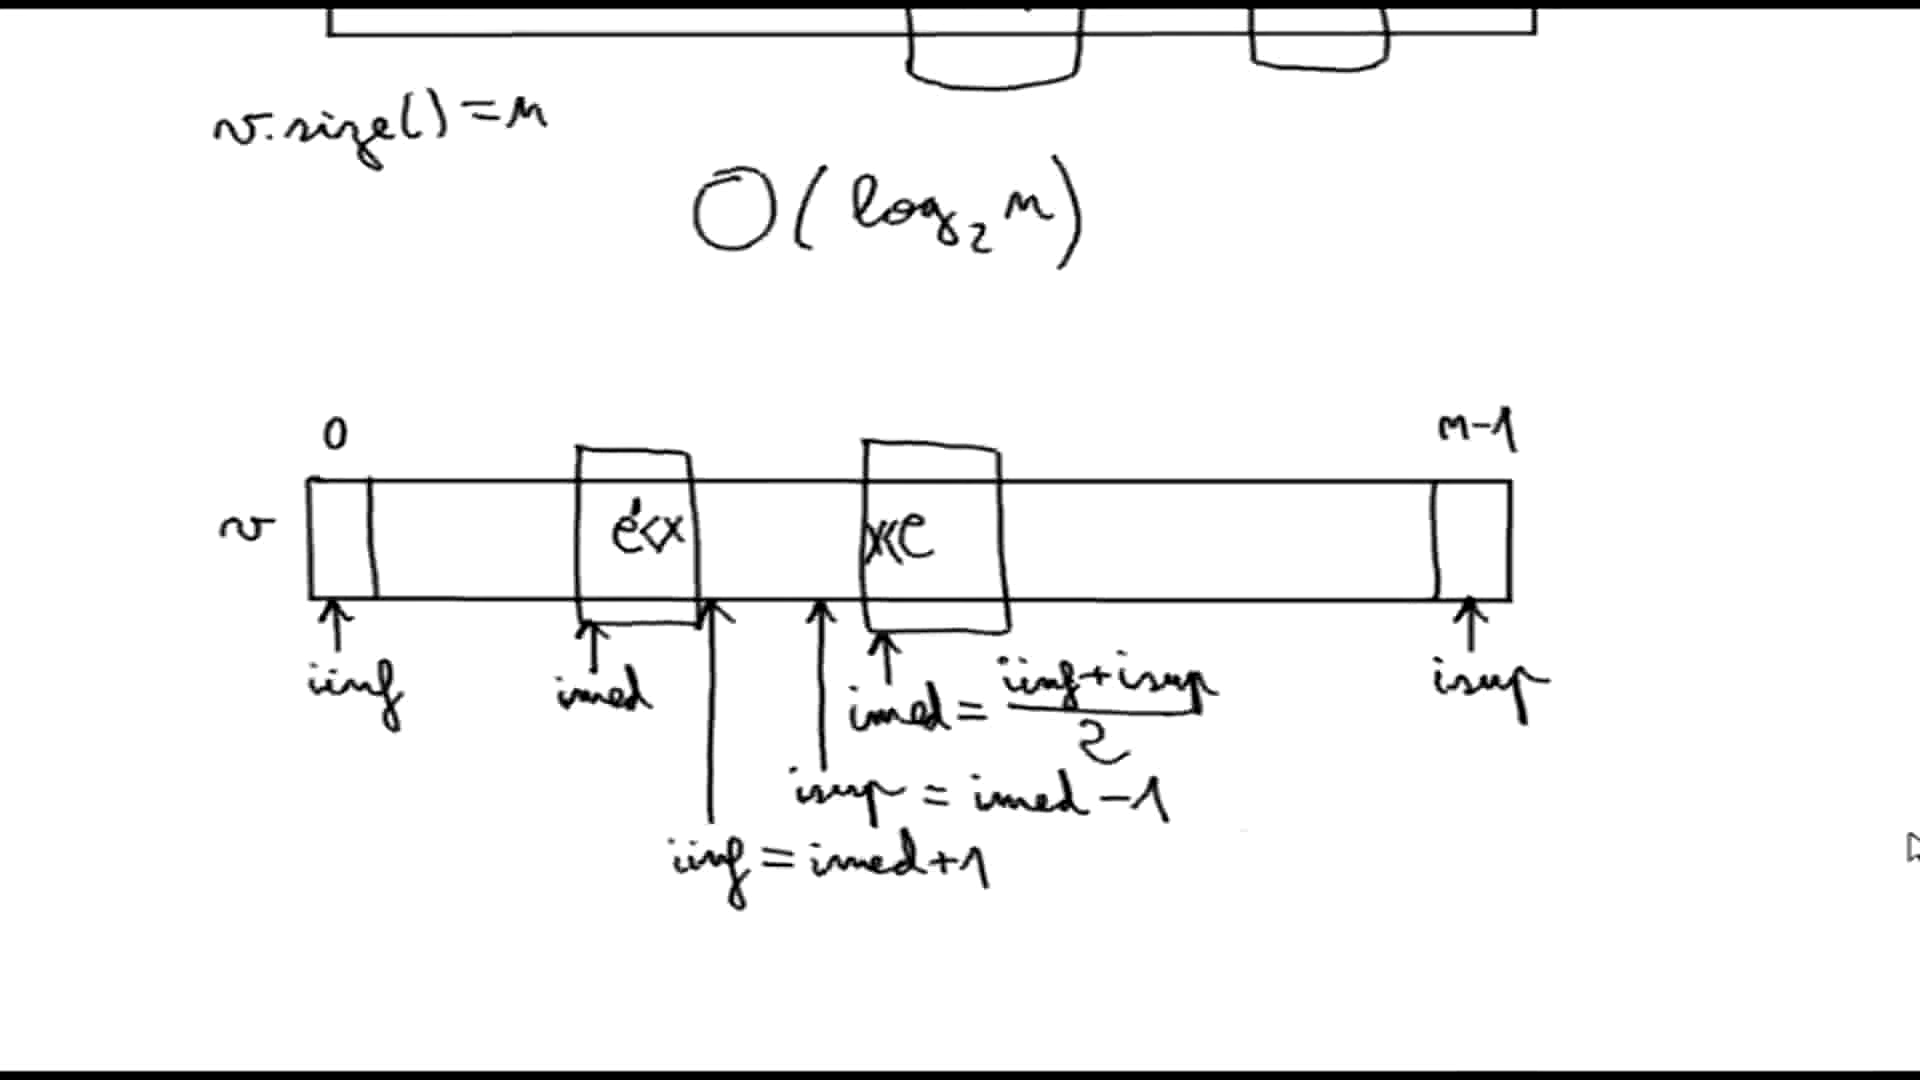 v.size() = n
O(log₂ n)
0
n-1
v
e'<x
x<e
iinf
imed
imed = (iinf+isup)/2
isup
isup = imed-1
iinf = imed+1